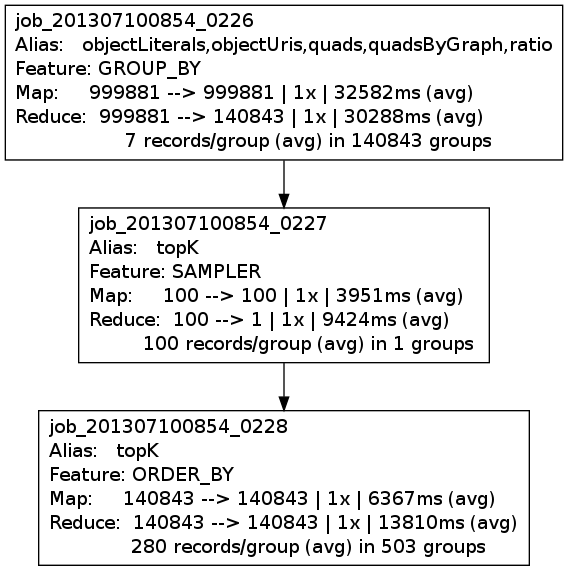 job_201307100854_0226
Alias: objectLiterals,objectUris,quads,quadsByGraph,ratio
Feature: GROUP_BY
Map: 999881 --> 999881 | 1x | 32582ms (avg)
Reduce: 999881 --> 140843 | 1x | 30288ms (avg)
7 records/group (avg) in 140843 groups
job_201307100854_0227
Alias: topK
Feature: SAMPLER
Map: 100 --> 100 | 1x | 3951ms (avg)
Reduce: 100 --> 1 | 1x | 9424ms (avg)
100 records/group (avg) in 1 groups
job_201307100854_0228
Alias: topK
Feature: ORDER_BY
Map: 140843 --> 140843 | 1x | 6367ms (avg)
Reduce: 140843 --> 140843 | 1x | 13810ms (avg)
280 records/group (avg) in 503 groups